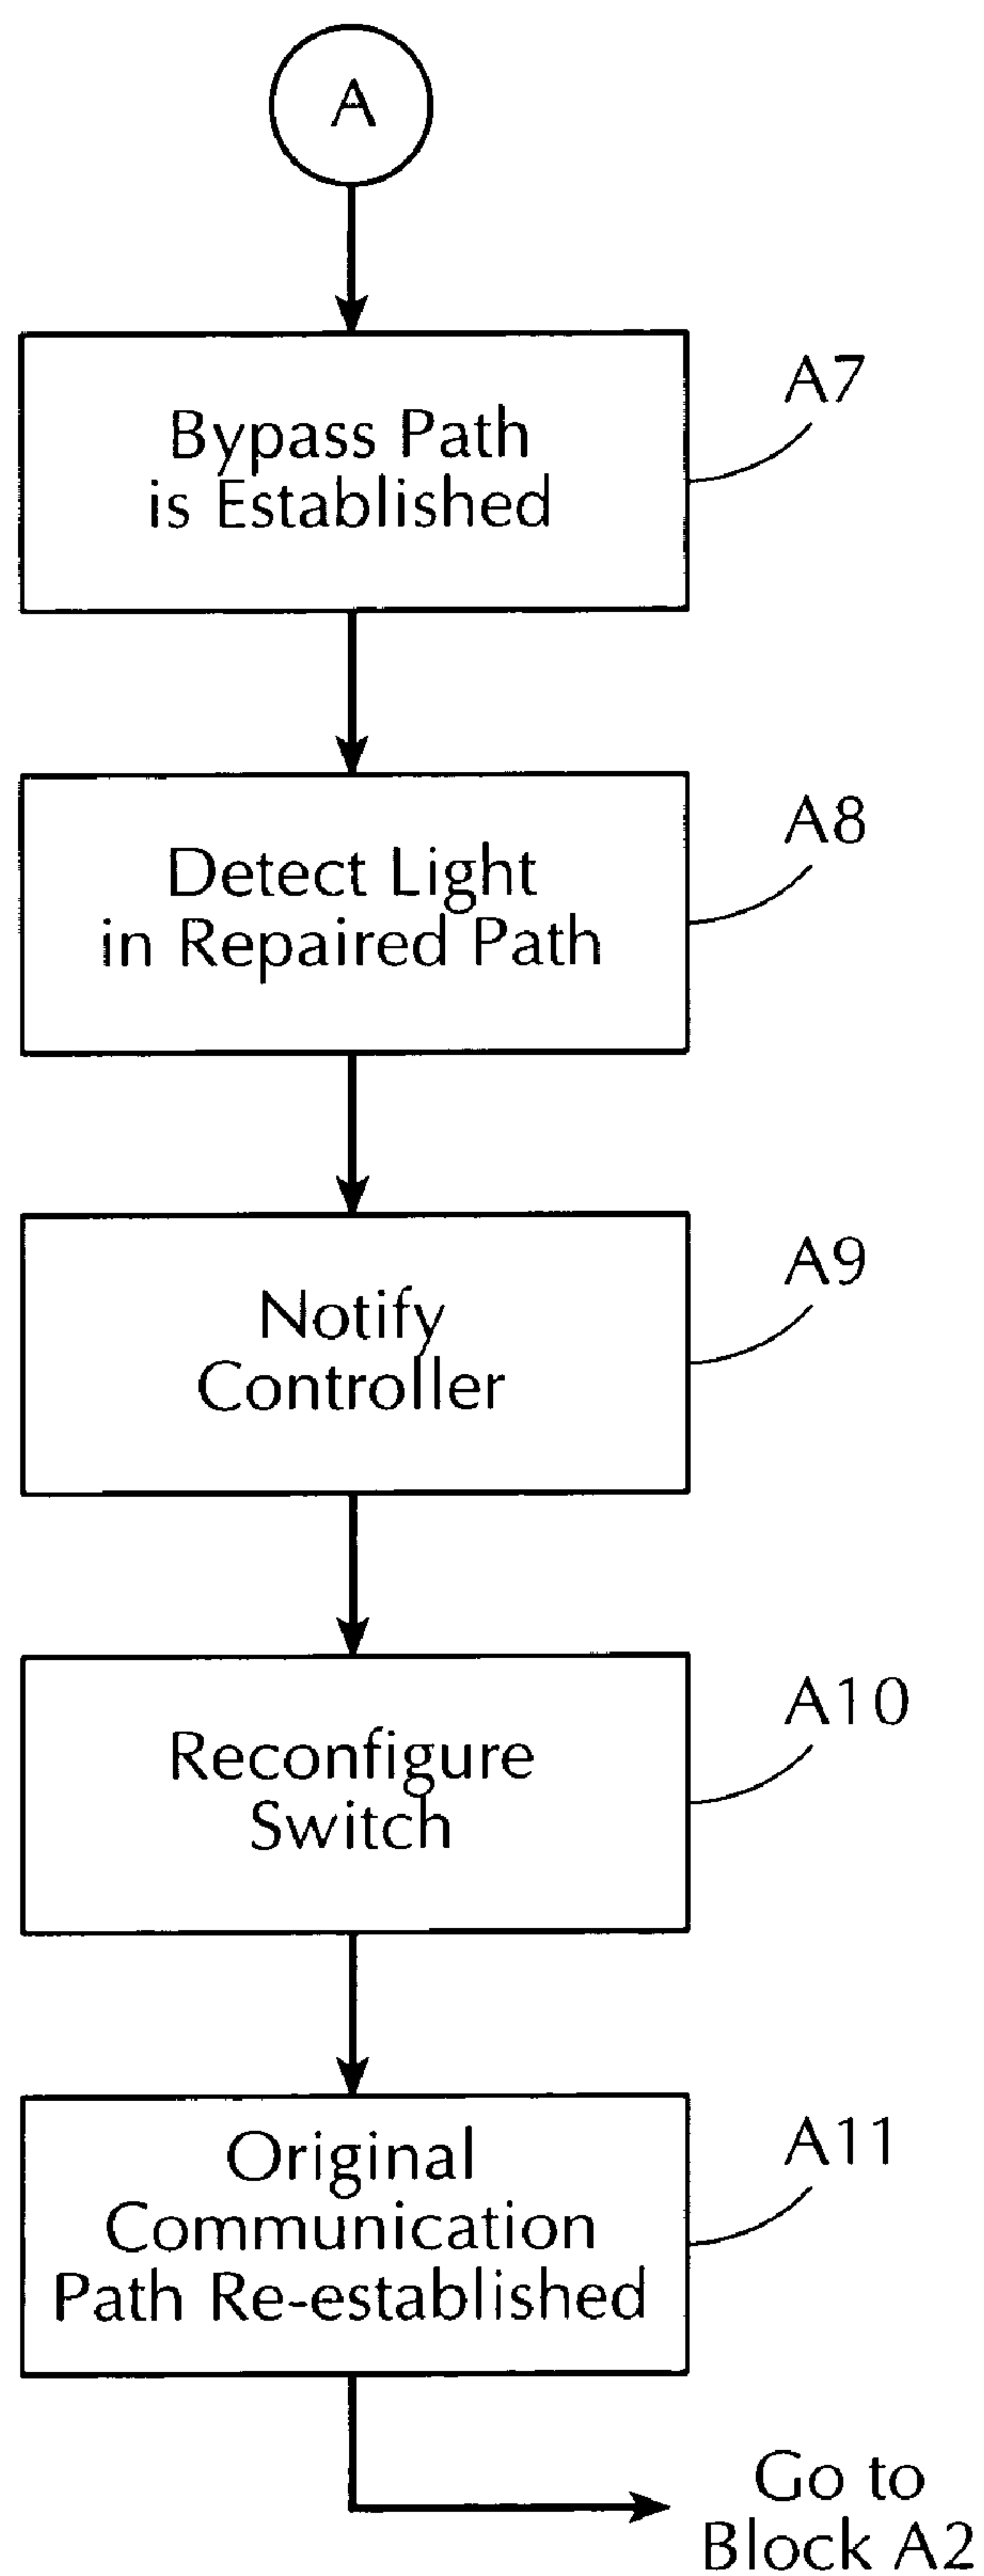 A
Bypass Path
is Established
A7
Detect Light
in Repaired Path
A8
Notify
Controller
A9
Reconfigure
Switch
A10
Original
Communication
Path Re-established
A11
Go to
Block A2